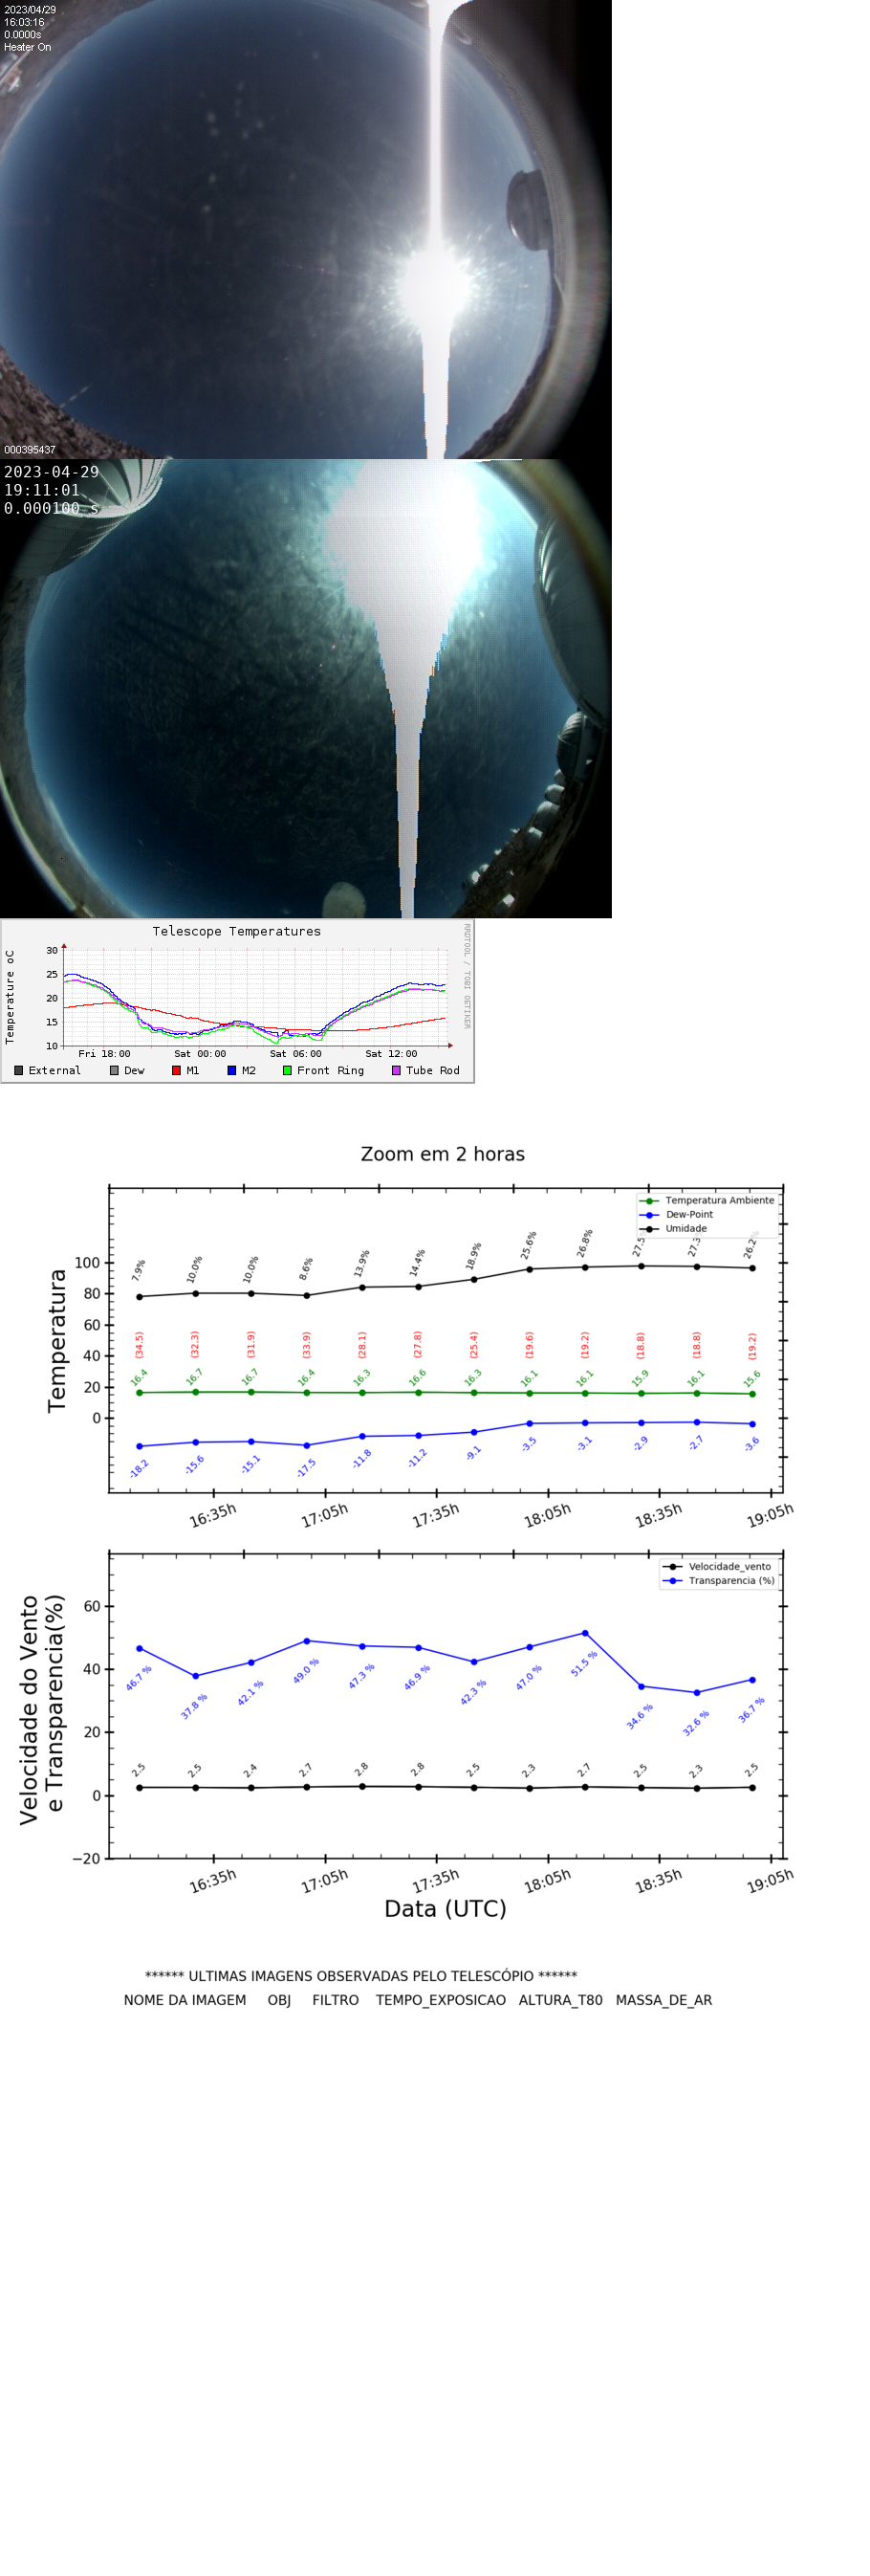 2023/04/29
16:03:16
0.0000s
Heater On
000395437
2023-04-29
19:11:01
0.000100 s
Telescope Temperatures
RRDTOOL / TOBI OETIKER
Temperature oC
30
25
20
15
10
Fri 18:00 Sat 00:00 Sat 06:00 Sat 12:00
External Dew M1 M2 Front Ring Tube Rod
Zoom em 2 horas
Temperatura Ambiente
Dew-Point
Umidade
Temperatura
100
80
60
40
20
0
7.9% 10.0% 10.0% 8.6% 13.9% 14.4% 18.9% 25.6% 26.8% 27.5 27.3 26.2
(34.5) (32.3) (31.9) (33.9) (28.1) (27.8) (25.4) (19.6) (19.2) (18.8) (18.8) (19.2)
16.4 16.7 16.7 16.4 16.3 16.6 16.3 16.1 16.1 15.9 16.1 15.6
-18.2 -15.6 -15.1 -17.5 -11.8 -11.2 -9.1 -3.5 -3.1 -2.9 -2.7 -3.6
16:35h 17:05h 17:35h 18:05h 18:35h 19:05h
Velocidade_vento
Transparencia (%)
Velocidade do Vento
e Transparencia(%)
60
40
20
0
−20
46.7 % 37.8 % 42.1% 49.0 % 47.3 % 46.9 % 42.3 % 47.0 % 51.5 % 34.6 % 32.6 % 36.7 %
2.5 2.5 2.4 2.7 2.8 2.8 2.5 2.3 2.7 2.5 2.3 2.5
16:35h 17:05h 17:35h 18:05h 18:35h 19:05h
Data (UTC)
****** ULTIMAS IMAGENS OBSERVADAS PELO TELESCÓPIO ******
NOME DA IMAGEM OBJ FILTRO TEMPO_EXPOSICAO ALTURA_T80 MASSA_DE_AR